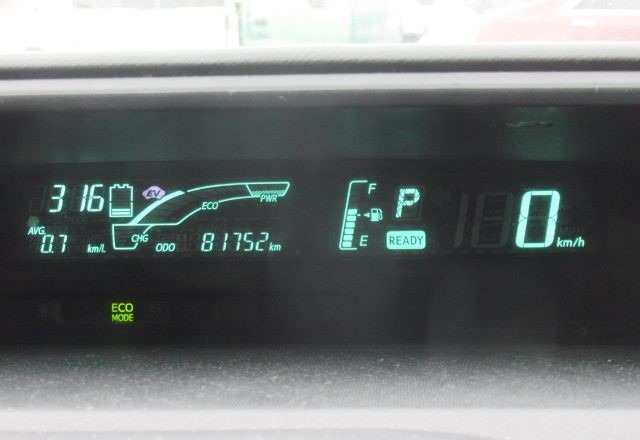 316
EV
PWR
ECO
AVG
0.7 km/L
CHG
ODO 81752 km
F
E
P
READY
0 km/h
ECO
MODE